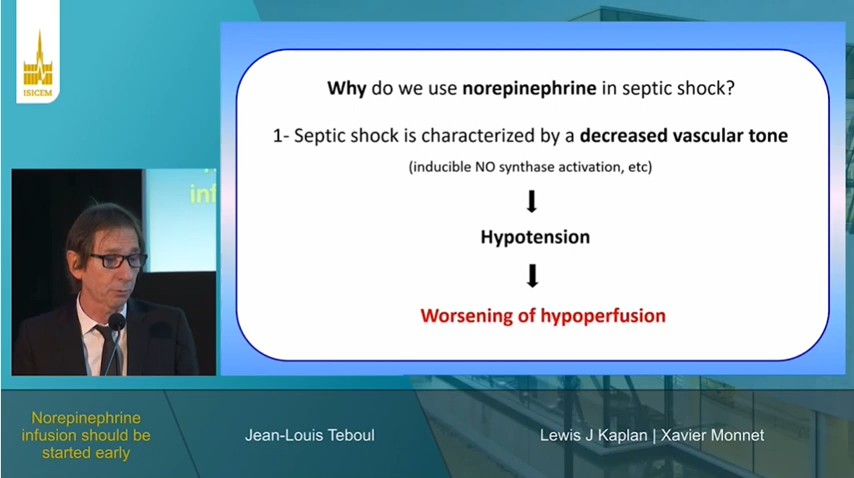 ISICEM
Why do we use norepinephrine in septic shock?
1- Septic shock is characterized by a decreased vascular tone
(inducible NO synthase activation, etc)
Hypotension
Worsening of hypoperfusion
inf
Norepinephrine
infusion should be
started early
Jean-Louis Teboul
Lewis J Kaplan | Xavier Monnet